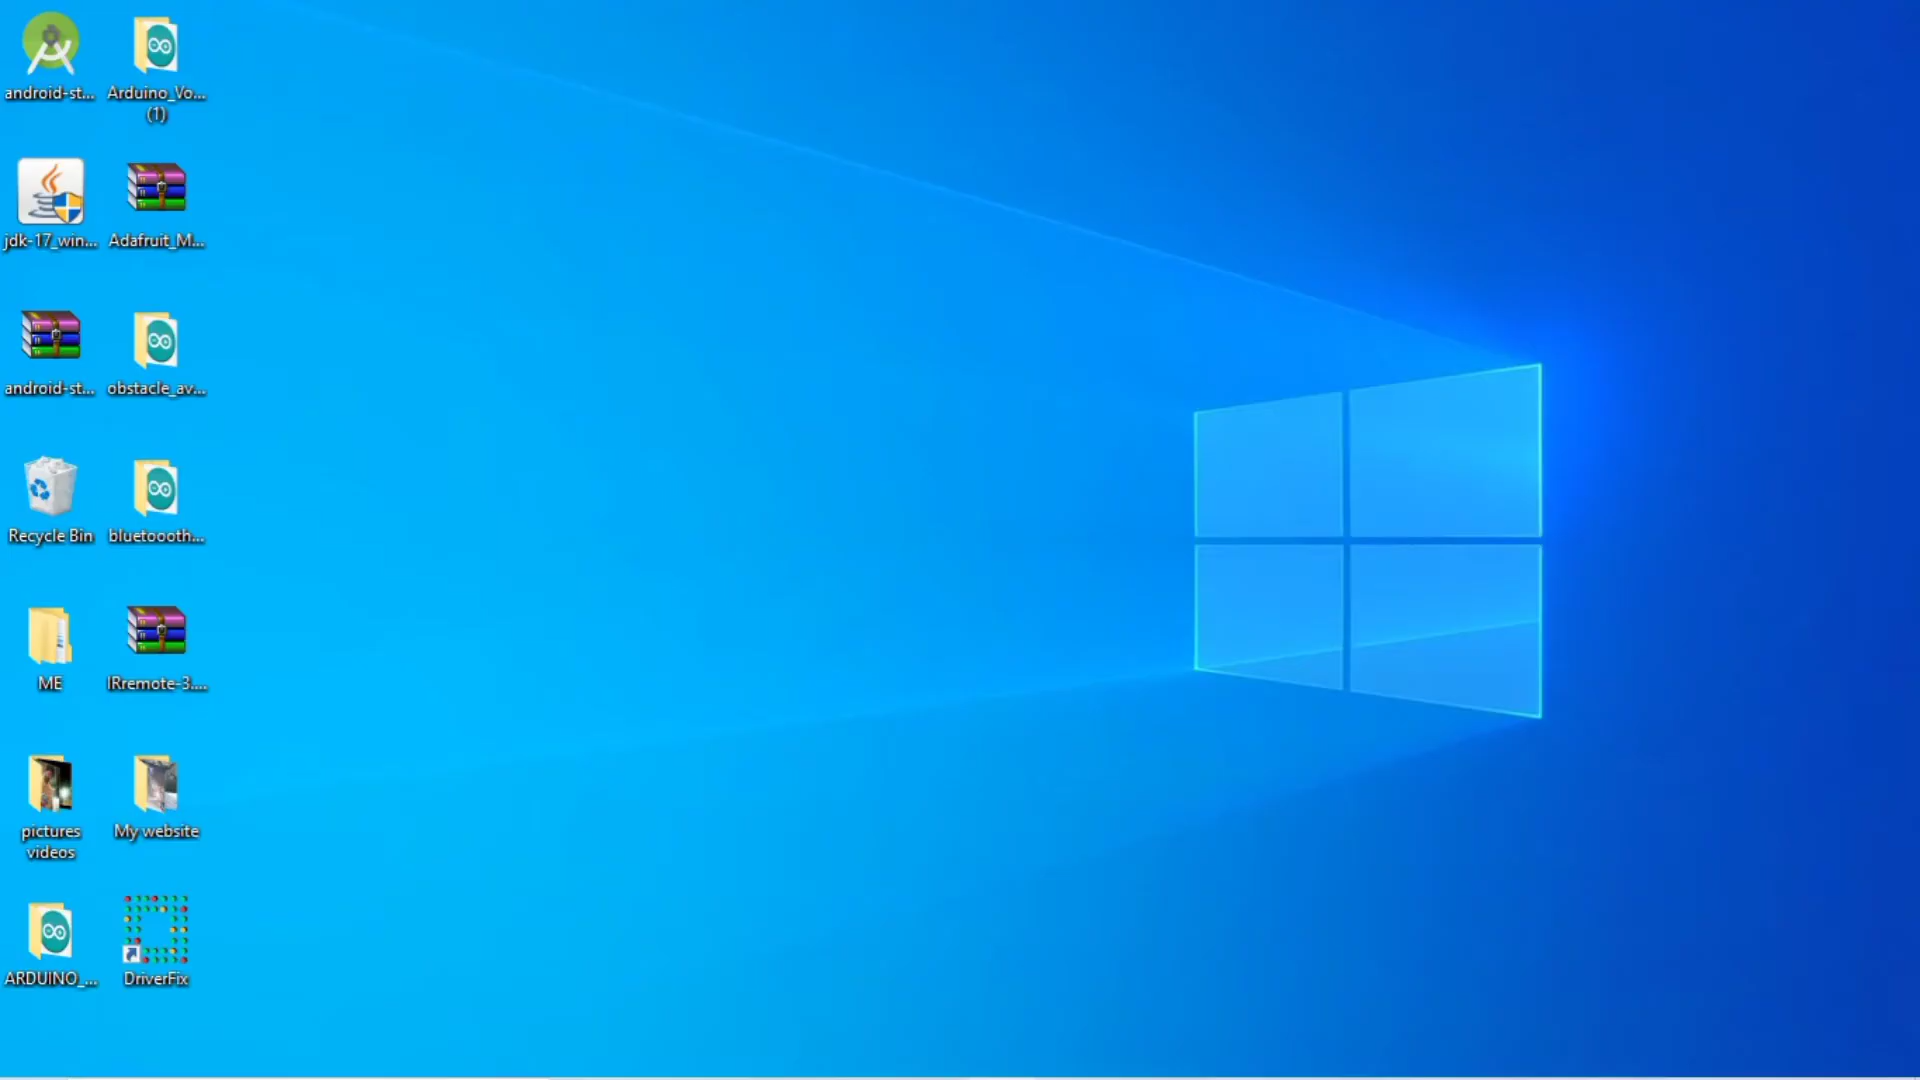 android-st...
Arduino_Vo...
(1)
jdk-17_win...
Adafruit_M...
android-st...
obstacle_av...
Recycle Bin
bluetoooth...
ME
IRremote-3....
pictures
videos
My website
ARDUINO_...
DriverFix